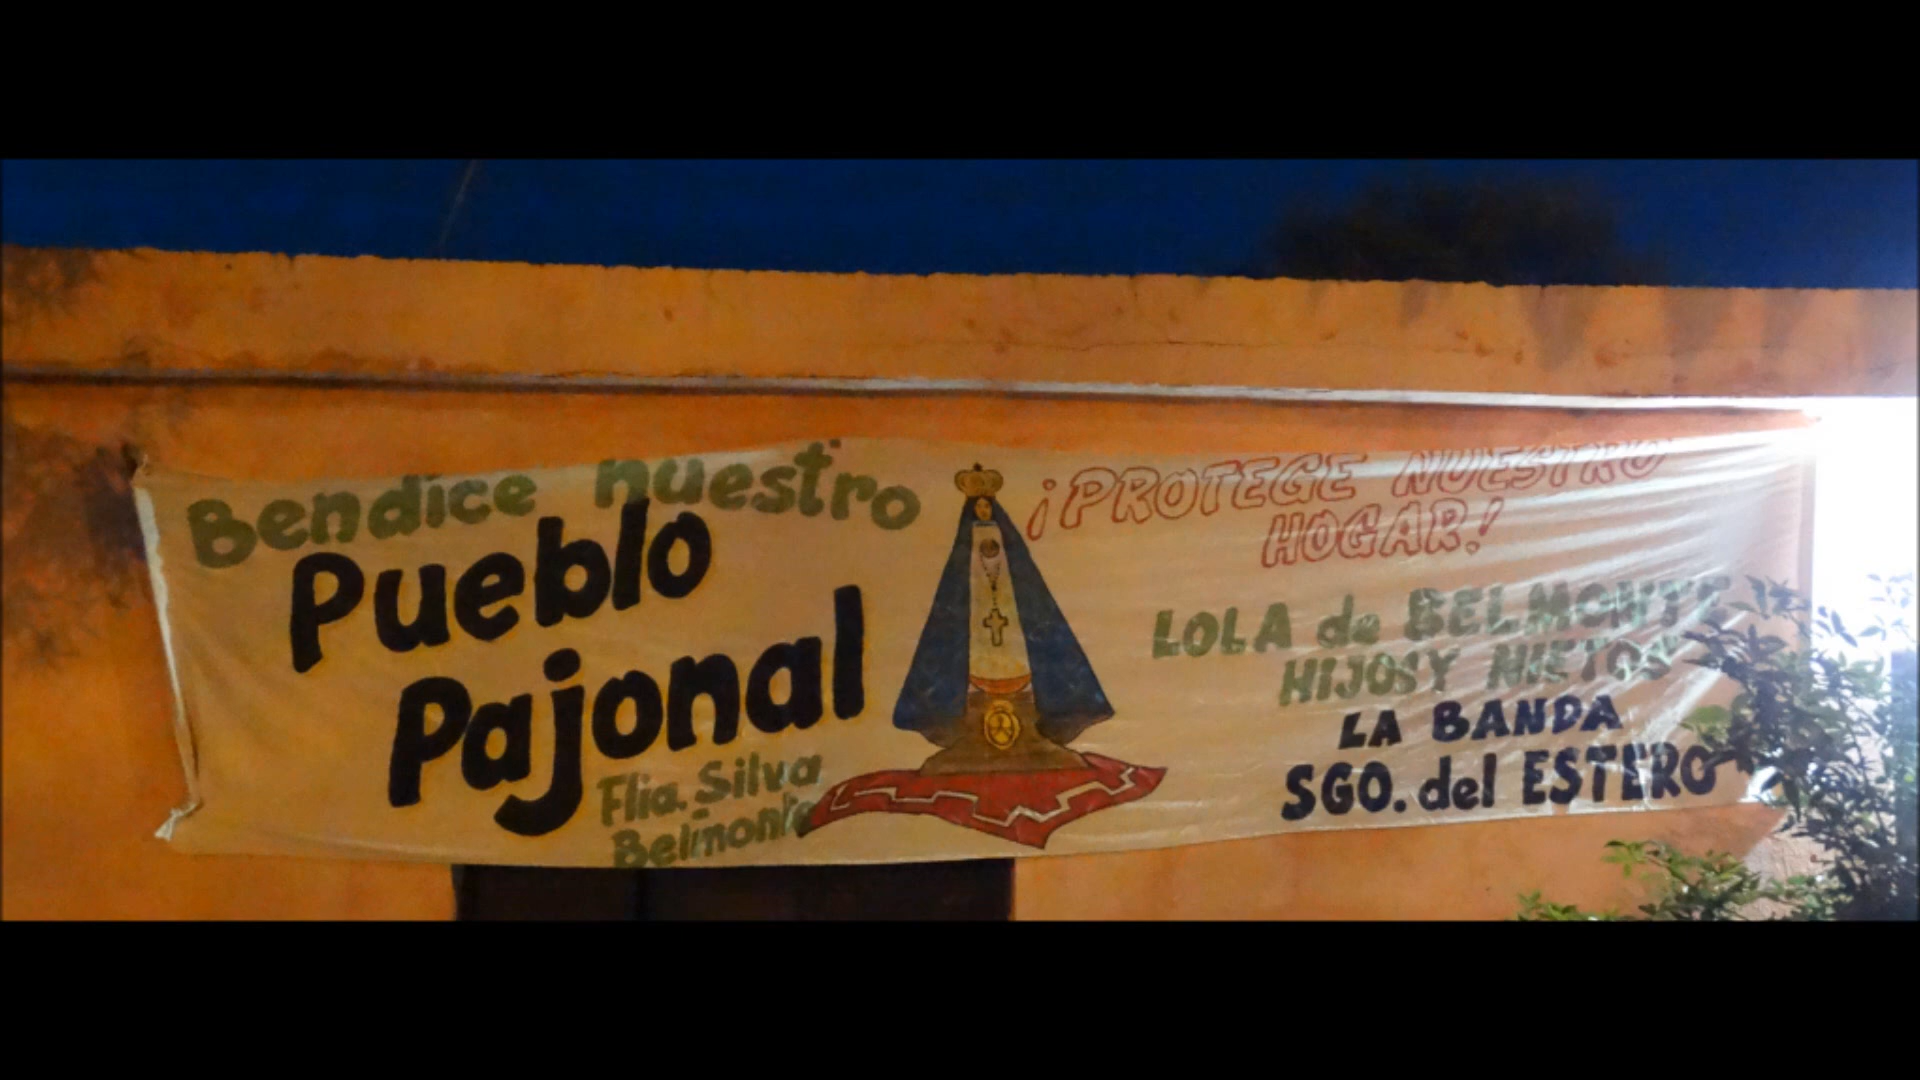 Bendice nuestro
Pueblo
Pajonal
Flia. Silva
Belmonte
¡PROTEGE NUESTRO
HOGAR!
LOLA de BELMONTE
HIJOS Y NIETOS
LA BANDA
SGO. del ESTERO